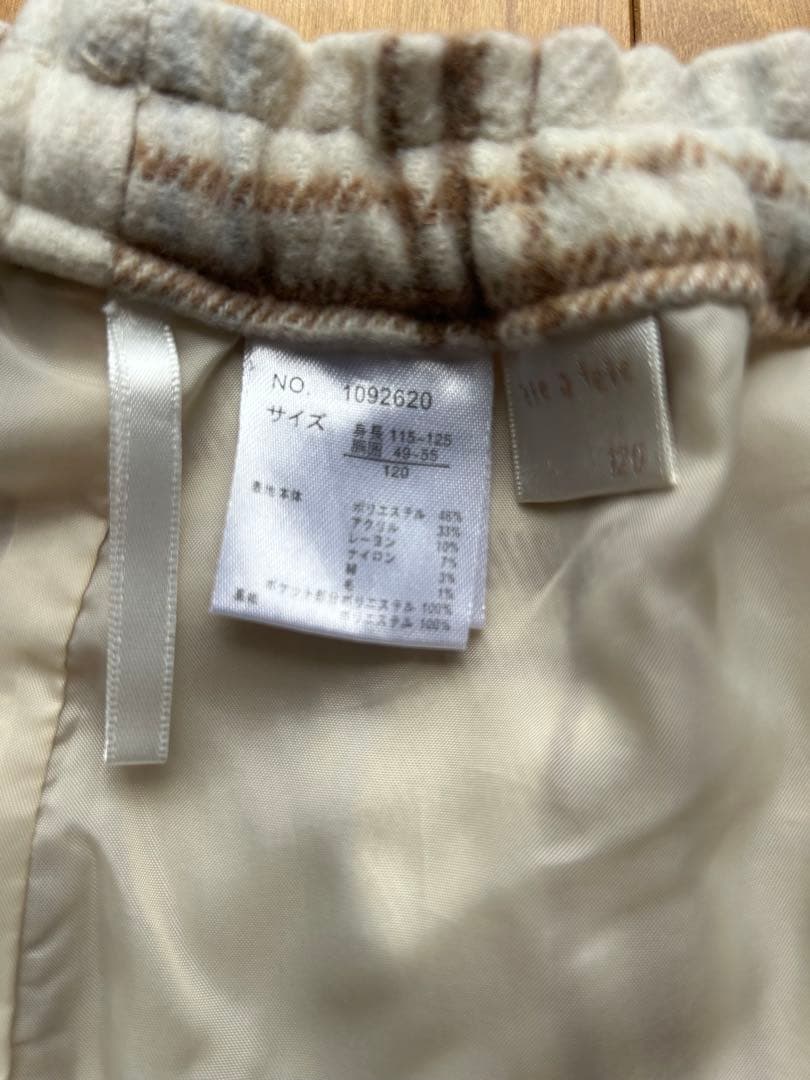 NO. 1092620
サイズ
身長 115-125
胴囲 49-55
120
表地 本体
ポリエステル 46%
アクリル 33%
レーヨン 10%
ナイロン 7%
綿 3%
毛 1%
ポケット部分 ポリエステル 100%
裏地 ポリエステル 100%
120